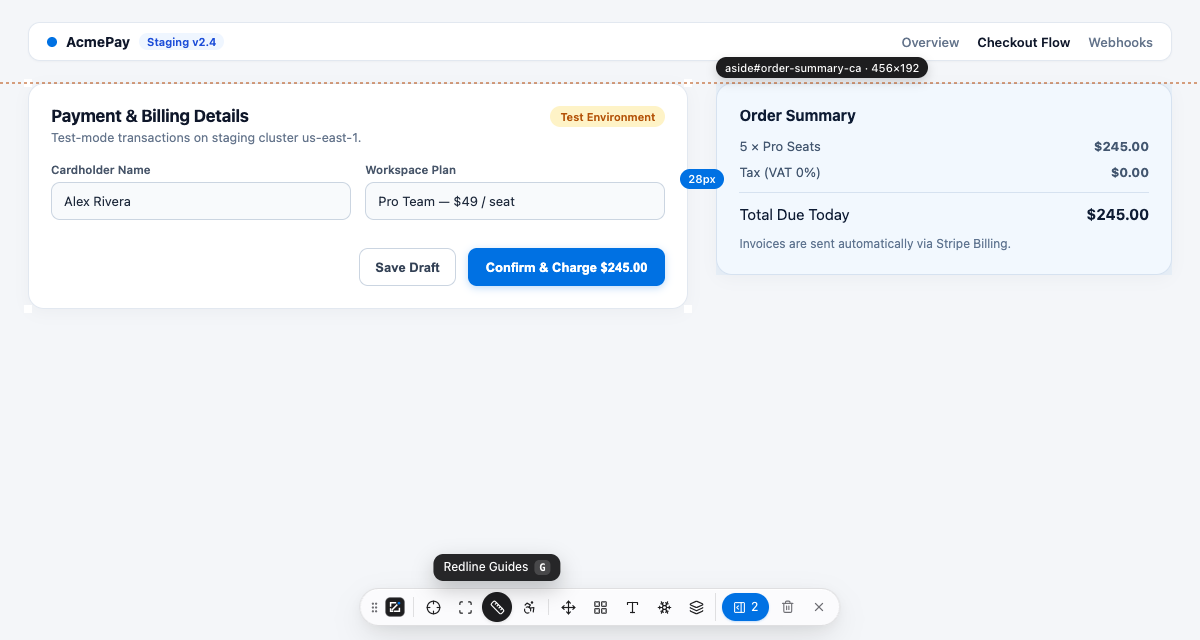 AcmePay Staging v2.4 Overview Checkout Flow Webhooks
aside#order-summary-ca · 456×192
Payment & Billing Details
Test Environment
Test-mode transactions on staging cluster us-east-1.
Cardholder Name
Workspace Plan
Alex Rivera
Pro Team — $49 / seat
Save Draft
Confirm & Charge $245.00
28px
Order Summary
5 × Pro Seats $245.00
Tax (VAT 0%) $0.00
Total Due Today $245.00
Invoices are sent automatically via Stripe Billing.
Redline Guides G
2